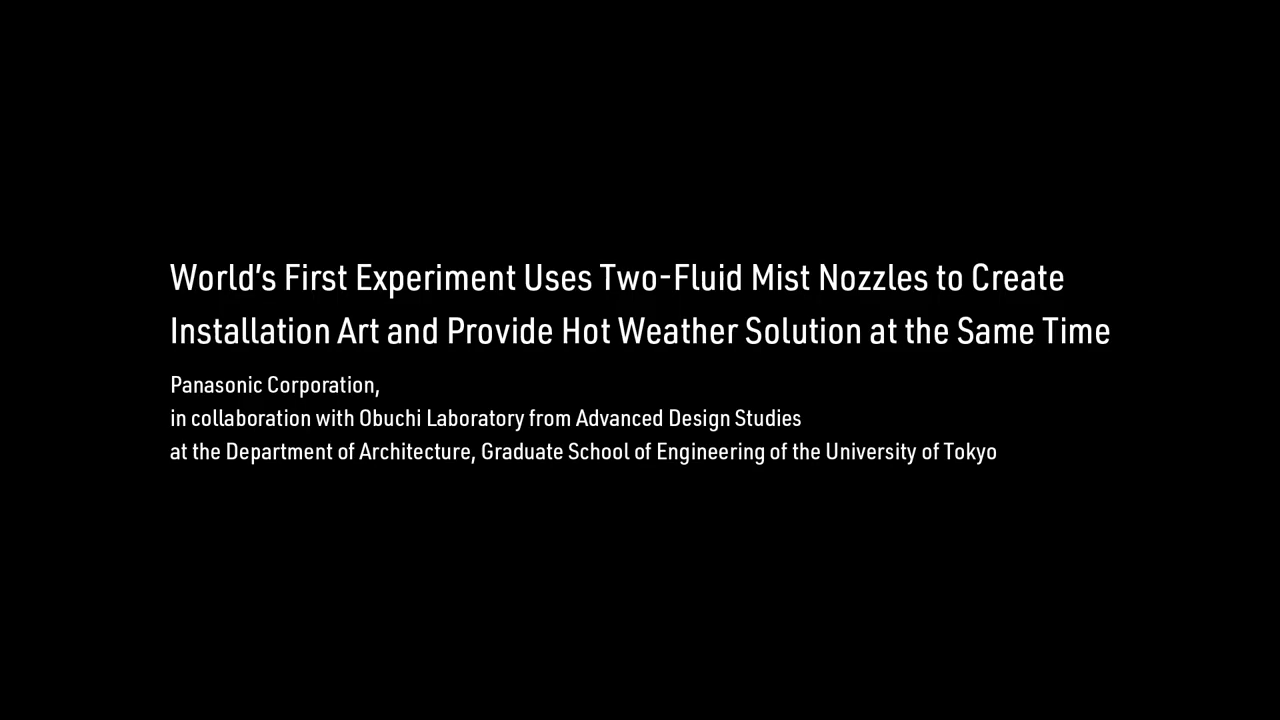 World’s First Experiment Uses Two-Fluid Mist Nozzles to Create
Installation Art and Provide Hot Weather Solution at the Same Time
Panasonic Corporation,
in collaboration with Obuchi Laboratory from Advanced Design Studies
at the Department of Architecture, Graduate School of Engineering of the University of Tokyo